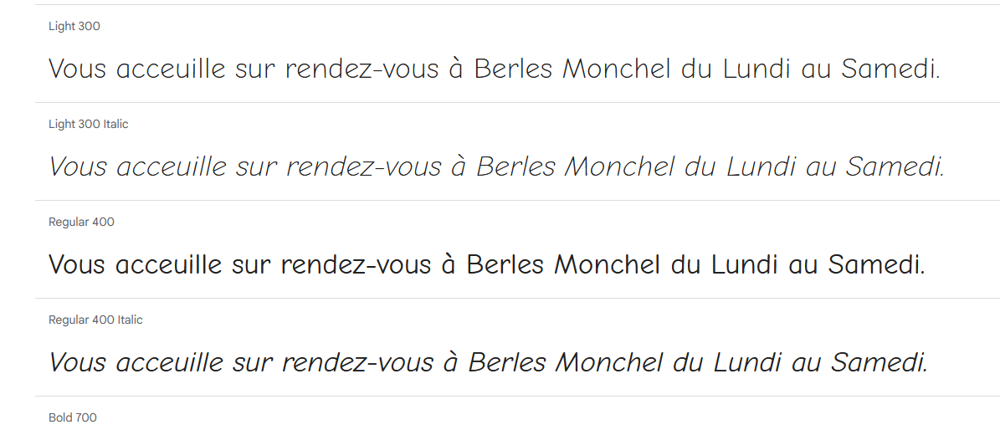 Light 300
Vous acceuille sur rendez-vous à Berles Monchel du Lundi au Samedi.
Light 300 Italic
Vous acceuille sur rendez-vous à Berles Monchel du Lundi au Samedi.
Regular 400
Vous acceuille sur rendez-vous à Berles Monchel du Lundi au Samedi.
Regular 400 Italic
Vous acceuille sur rendez-vous à Berles Monchel du Lundi au Samedi.
Bold 700